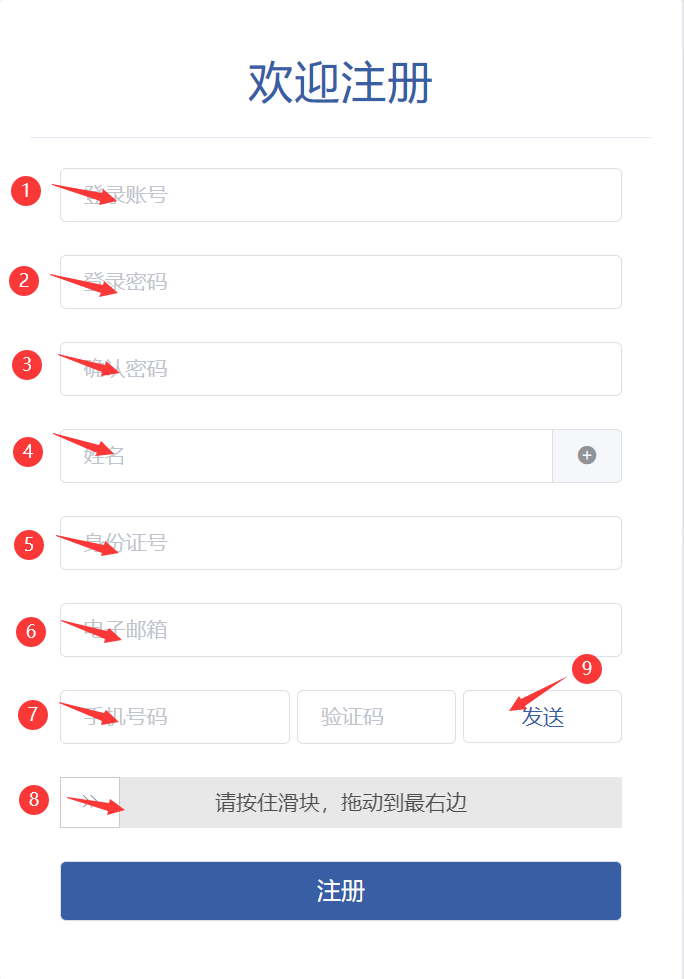 欢迎注册
1 登录账号
2 登录密码
3 确认密码
4 姓名
5 身份证号
6 电子邮箱
9
7 手机号码 验证码 发送
8 >> 请按住滑块，拖动到最右边
注册